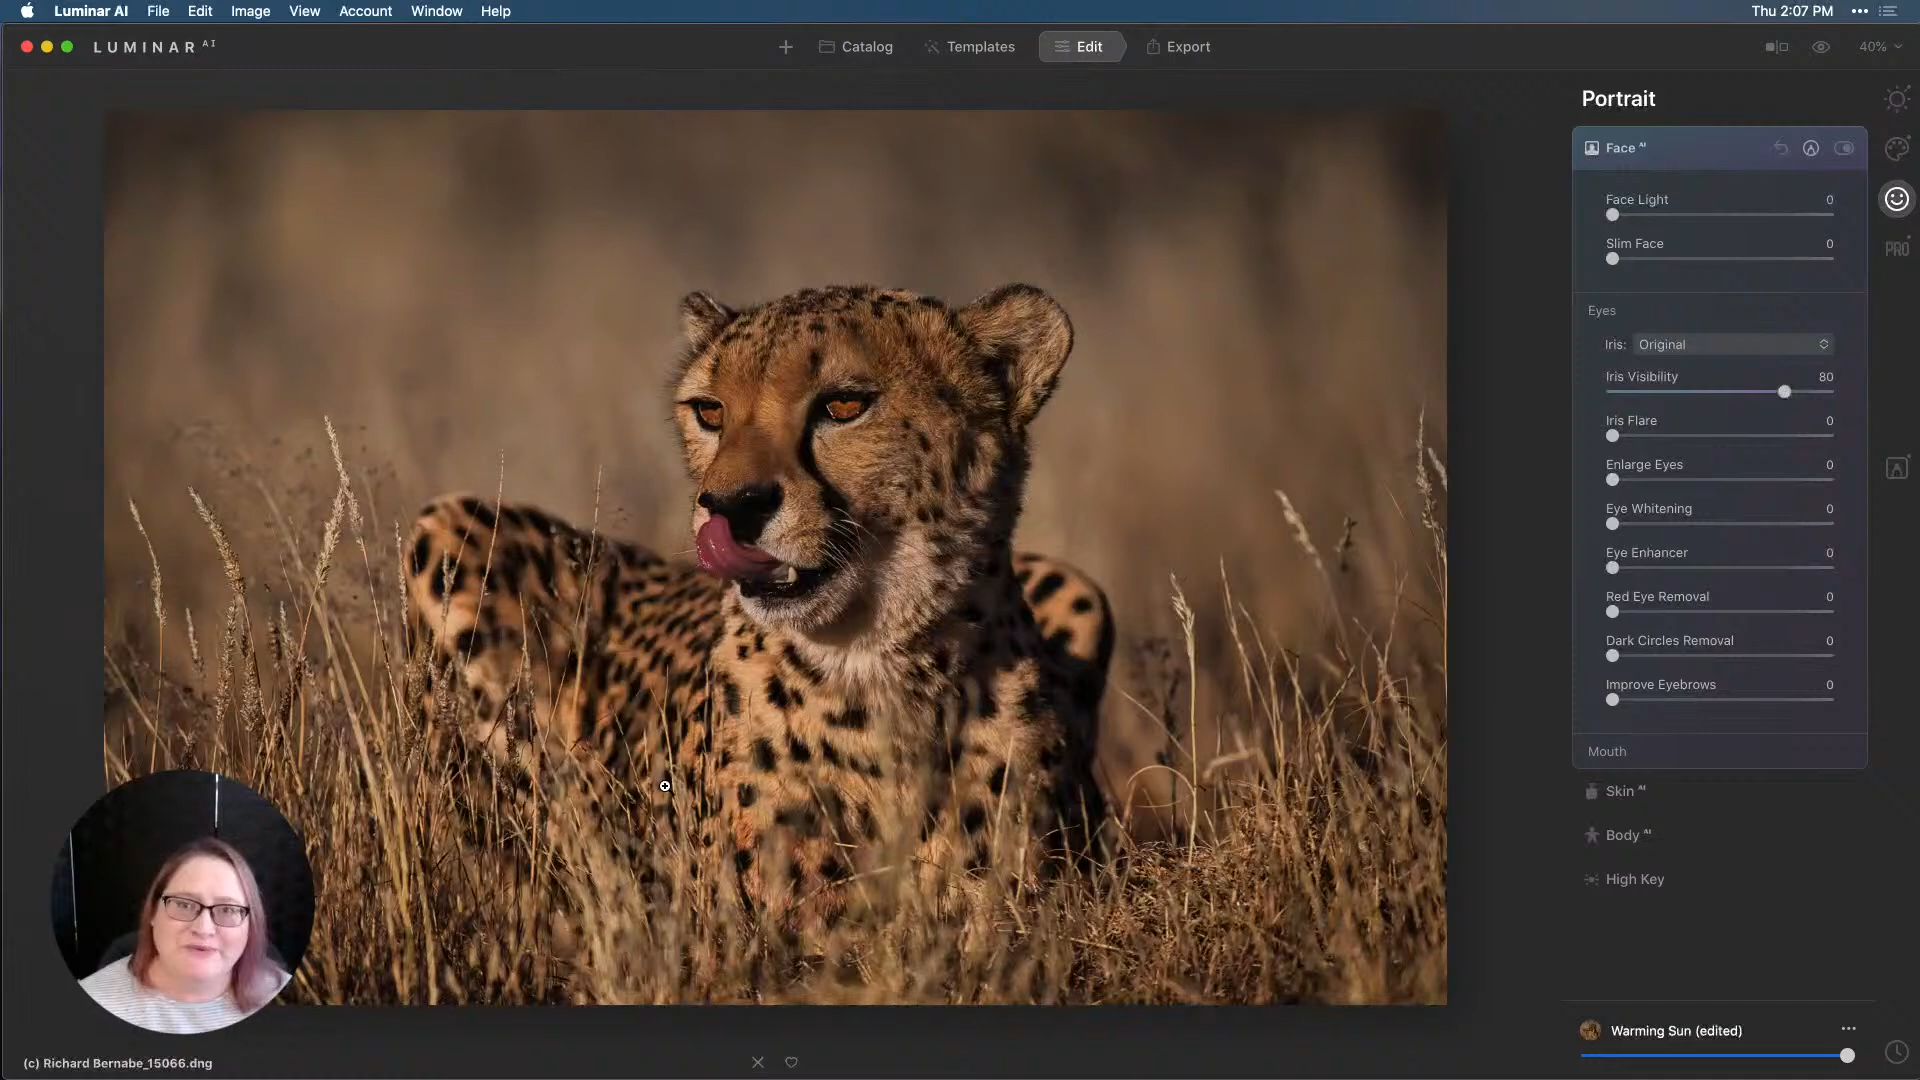 Luminar AI File Edit Image View Account Window Help Thu 2:07 PM
LUMINAR AI Catalog Templates Edit Export 40%
Portrait
Face AI
Face Light 0
Slim Face 0
Eyes
Iris: Original
Iris Visibility 80
Iris Flare 0
Enlarge Eyes 0
Eye Whitening 0
Eye Enhancer 0
Red Eye Removal 0
Dark Circles Removal 0
Improve Eyebrows 0
Mouth
Skin AI
Body AI
High Key
PRO
Warming Sun (edited)
(c) Richard Bernabe_15066.dng